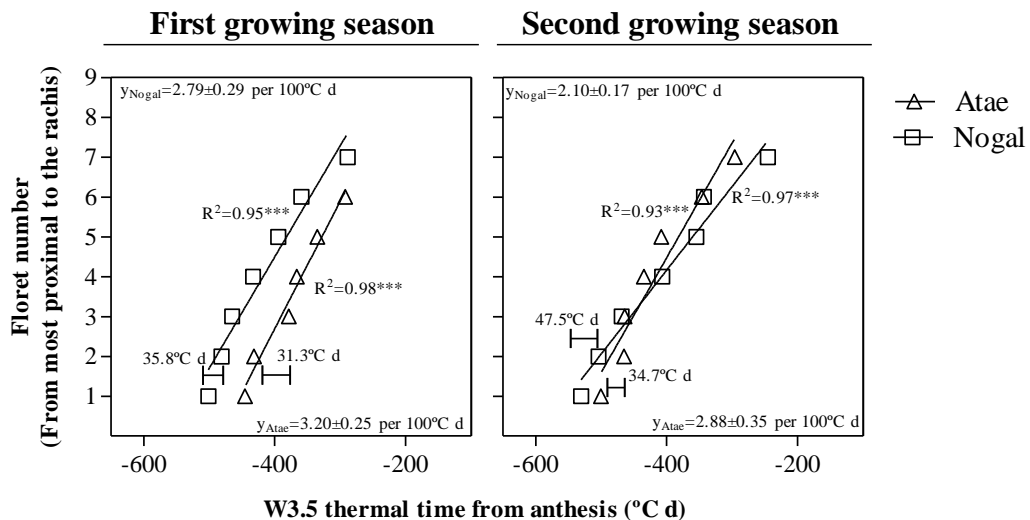 First growing season
Second growing season
y_Nogal=2.79±0.29 per 100ºC d
y_Nogal=2.10±0.17 per 100ºC d
Atae
Nogal
9
8
7
6
5
4
3
2
1
Floret number
(From most proximal to the rachis)
R²=0.95***
R²=0.98***
35.8ºC d
31.3ºC d
y_Atae=3.20±0.25 per 100ºC d
R²=0.93***
R²=0.97***
47.5ºC d
34.7ºC d
y_Atae=2.88±0.35 per 100ºC d
-600 -400 -200
-600 -400 -200
W3.5 thermal time from anthesis (ºC d)